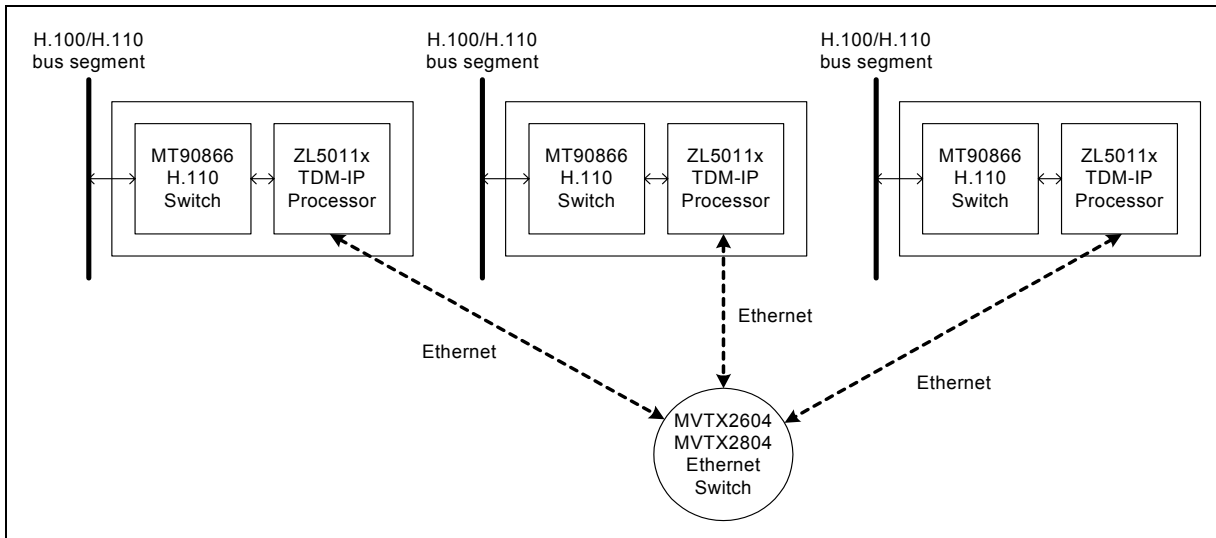 H.100/H.110
bus segment
H.100/H.110
bus segment
H.100/H.110
bus segment
MT90866
H.110
Switch
ZL5011x
TDM-IP
Processor
MT90866
H.110
Switch
ZL5011x
TDM-IP
Processor
MT90866
H.110
Switch
ZL5011x
TDM-IP
Processor
Ethernet
Ethernet
Ethernet
MVTX2604
MVTX2804
Ethernet
Switch